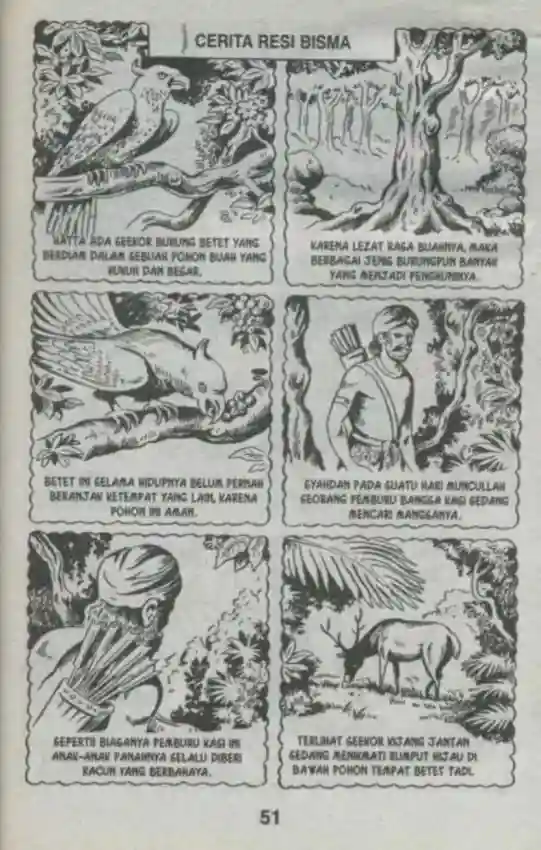 CERITA RESI BISMA
HATTA ADA SEEKOR BURUNG BETET YANG
BERDIAM DALAM SEBUAH POHON BUAH YANG
KUKUH DAN BESAR.
KARENA LEZAT RASA BUAHNYA, MAKA
BERBAGAI JENIS BURUNGPUN BANYAK
YANG MENJADI PENGHUNINYA.
BETET INI SELAMA HIDUPNYA BELUM PERNAH
BERANJAK KETEMPAT YANG LAIN, KARENA
POHON INI AMAN.
SYAHDAN PADA SUATU HARI MUNCULLAH
SEORANG PEMBURU BANGSA KASI SEDANG
MENCARI MANGSANYA.
SEPERTI BIASANYA PEMBURU KASI INI
ANAK-ANAK PANAHNYA SELALU DIBERI
RACUN YANG BERBAHAYA.
TERLIHAT SEEKOR KIJANG JANTAN
SEDANG MENIKMATI RUMPUT HIJAU DI
BAWAH POHON TEMPAT BETET TADI.
51